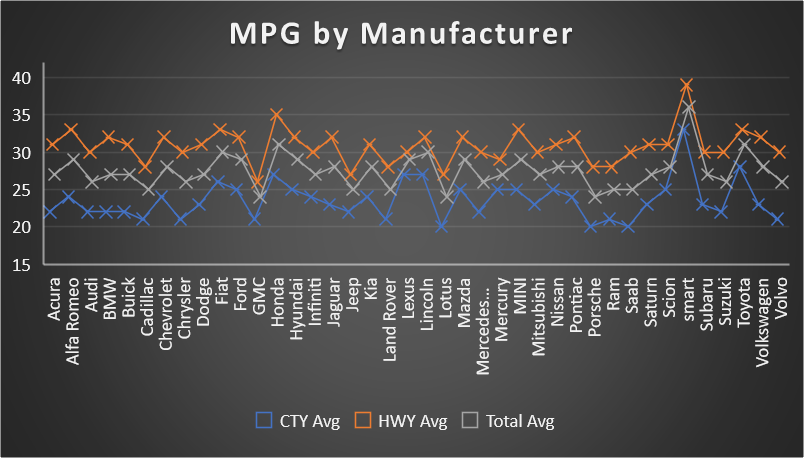 MPG by Manufacturer
40
35
30
25
20
15
Acura
Alfa Romeo
Audi
BMW
Buick
Cadillac
Chevrolet
Chrysler
Dodge
Fiat
Ford
GMC
Honda
Hyundai
Infiniti
Jaguar
Jeep
Kia
Land Rover
Lexus
Lincoln
Lotus
Mazda
Mercedes...
Mercury
MINI
Mitsubishi
Nissan
Pontiac
Porsche
Ram
Saab
Saturn
Scion
smart
Subaru
Suzuki
Toyota
Volkswagen
Volvo
CTY Avg
HWY Avg
Total Avg